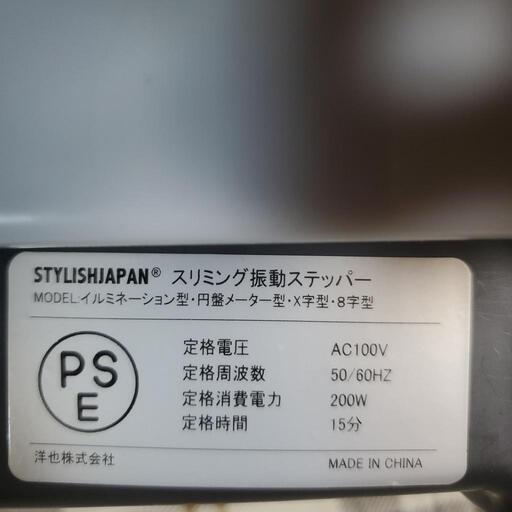 STYLISHJAPAN® スリミング振動ステッパー
MODEL:イルミネーション型・円盤メーター型・X字型・8字型
PS
E
定格電圧 AC100V
定格周波数 50/60HZ
定格消費電力 200W
定格時間 15分
洋也株式会社 MADE IN CHINA